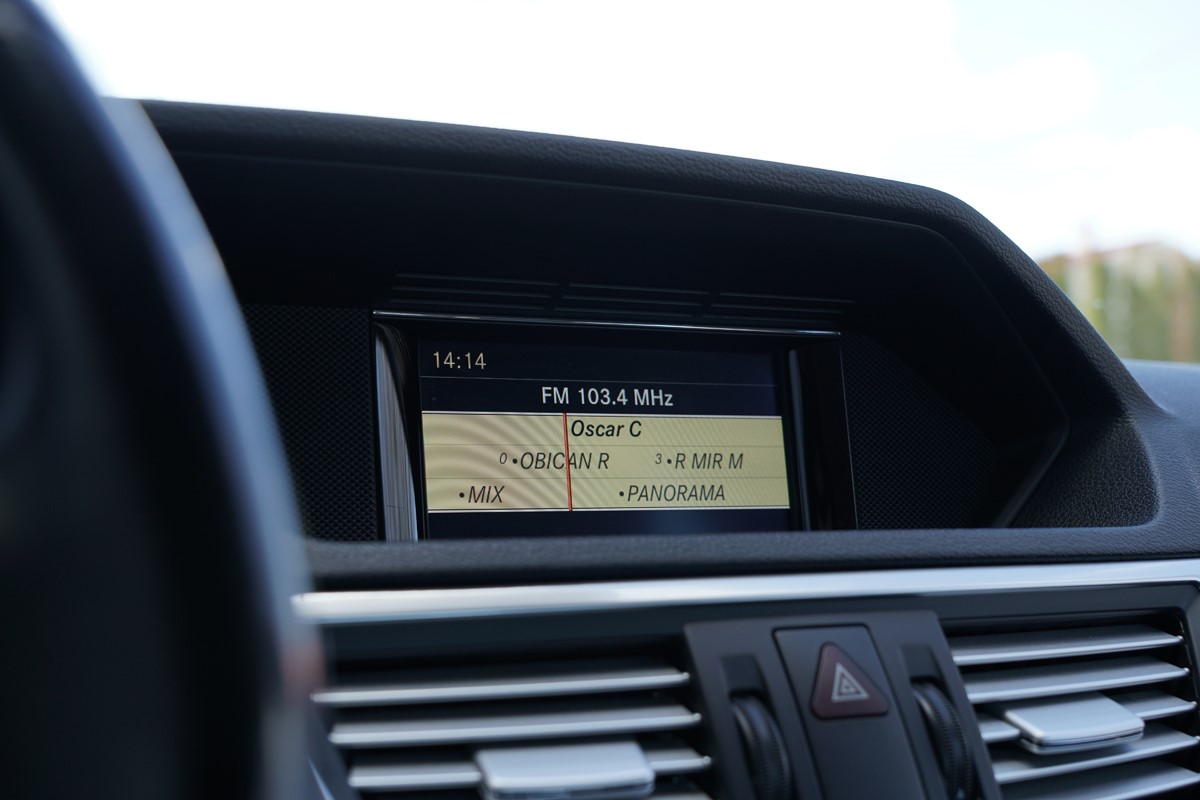 14:14
FM 103.4 MHz
Oscar C
0 •OBICAN R 3 •R MIR M
•MIX •PANORAMA